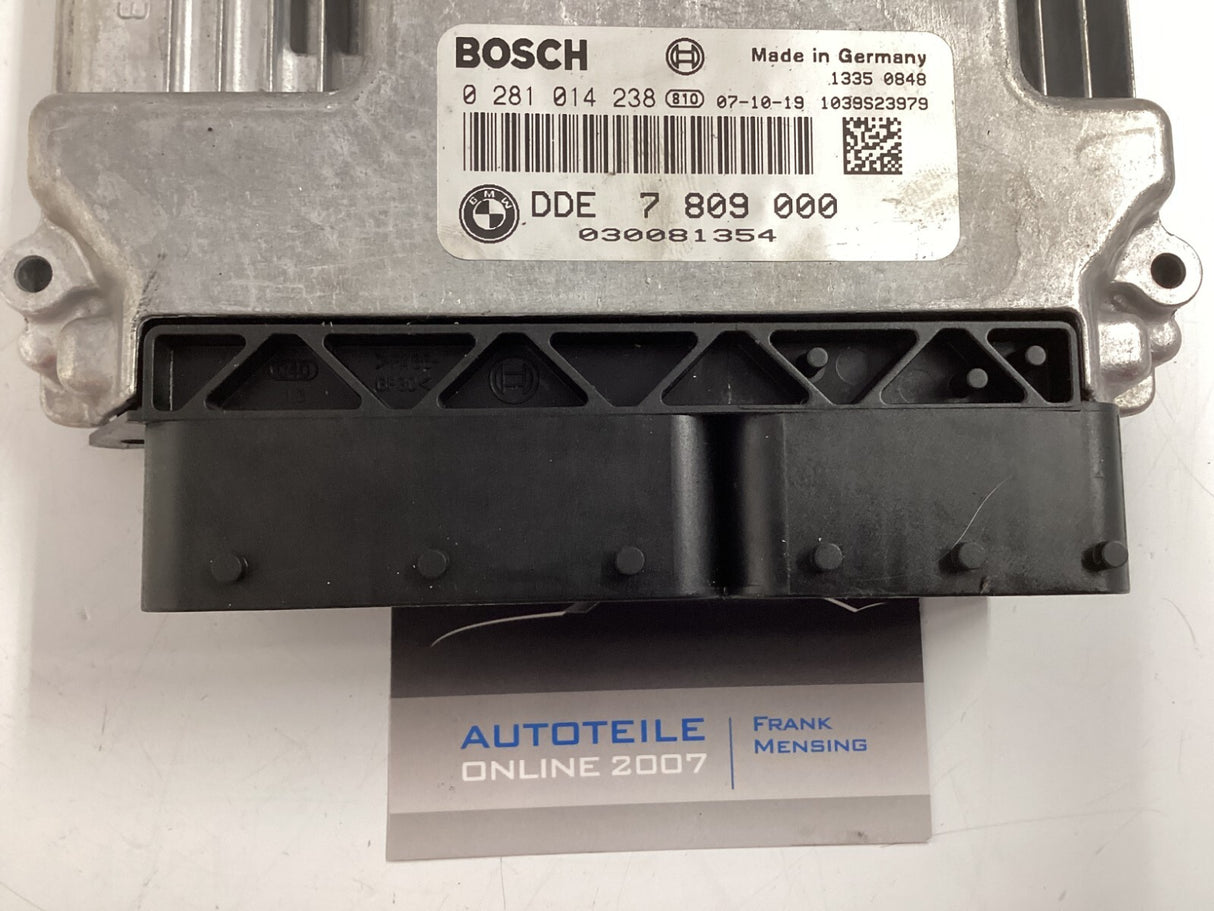 BOSCH
Made in Germany
1335 0848
0 281 014 238 810 07-10-19 1039S23979
BMW
DDE 7 809 000
030081354
AUTOTEILE
ONLINE 2007
FRANK
MENSING